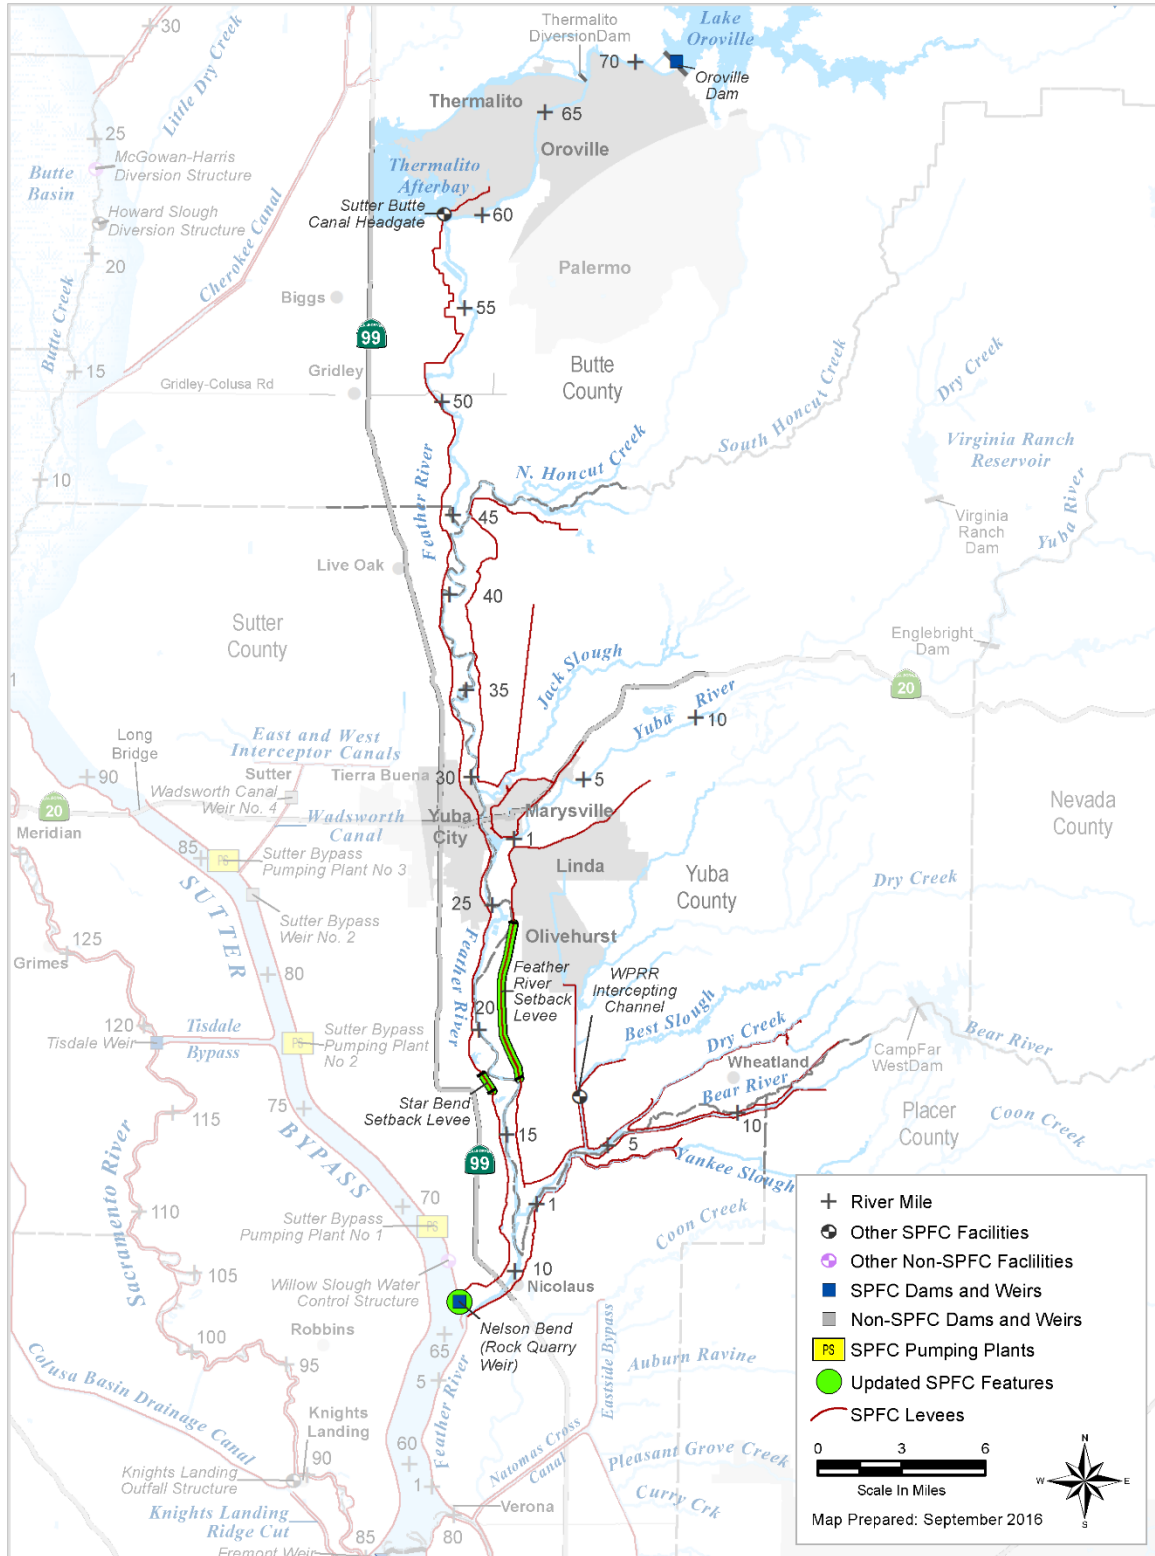 30
Little Dry Creek
Thermalito
DiversionDam
Lake
Oroville
70
Oroville
Dam
Thermalito
65
25
McGowan-Harris
Diversion Structure
Butte
Basin
Oroville
Thermalito
Afterbay
Howard Slough
Diversion Structure
Sutter Butte
Canal Headgate
60
20
Cherokee Canal
Palermo
Biggs
55
99
Butte Creek
15
Gridley
Gridley-Colusa Rd
Butte
County
50
Dry Creek
South Honcut Creek
Virginia Ranch
Reservoir
N. Honcut Creek
10
Feather River
45
Virginia
Ranch
Dam
Yuba River
Live Oak
40
Sutter
County
Englebright
Dam
Jack Slough
1
35
20
Yuba River
10
Long
Bridge
East and West
Interceptor Canals
90
Sutter
Tierra Buena
30
5
Wadsworth Canal
Weir No. 4
20
Meridian
Wadsworth
Canal
Yuba
City
Marysville
1
Nevada
County
85
PS
Sutter Bypass
Pumping Plant No 3
Linda
Yuba
County
Dry Creek
SUTTER
25
Sutter Bypass
Weir No. 2
125
Grimes
Olivehurst
Feather River
80
Feather
River
Setback
Levee
WPRR
Intercepting
Channel
20
120
Tisdale Weir
Tisdale
Bypass
PS
Sutter Bypass
Pumping Plant
No 2
Best Slough
Dry Creek
Wheatland
CampFar
WestDam
Bear River
Bear River
Star Bend
Setback Levee
75
115
10
Placer
County
Coon Creek
BYPASS
15
5
99
Yankee Slough
Sacramento River
110
70
1
Sutter Bypass
Pumping Plant No 1
PS
Coon Creek
105
Willow Slough Water
Control Structure
10
Nicolaus
Robbins
Nelson Bend
(Rock Quarry
Weir)
100
65
95
5
Eastside Bypass
Auburn Ravine
Colusa Basin Drainage Canal
Feather River
Knights
Landing
60
Natomas Cross
Canal
Pleasant Grove Creek
Knights Landing
Outfall Structure
90
1
Curry Crk
Knights Landing
Ridge Cut
Verona
85
80
Fremont Weir
River Mile
Other SPFC Facilities
Other Non-SPFC Facilities
SPFC Dams and Weirs
Non-SPFC Dams and Weirs
PS
SPFC Pumping Plants
Updated SPFC Features
SPFC Levees
0 3 6
Scale In Miles
N
W E
S
Map Prepared: September 2016